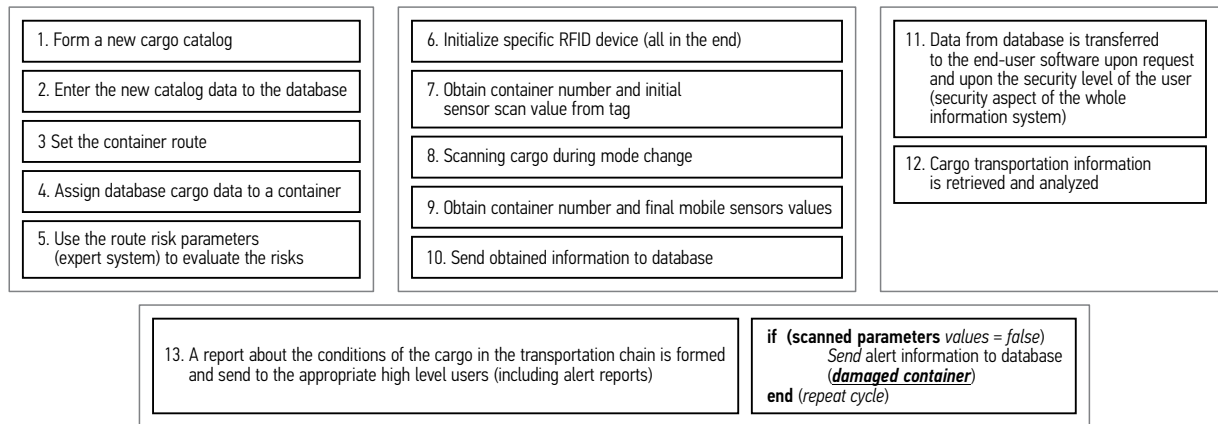 1. Form a new cargo catalog
2. Enter the new catalog data to the database
3 Set the container route
4. Assign database cargo data to a container
5. Use the route risk parameters
(expert system) to evaluate the risks
6. Initialize specific RFID device (all in the end)
7. Obtain container number and initial
sensor scan value from tag
8. Scanning cargo during mode change
9. Obtain container number and final mobile sensors values
10. Send obtained information to database
11. Data from database is transferred
to the end-user software upon request
and upon the security level of the user
(security aspect of the whole
information system)
12. Cargo transportation information
is retrieved and analyzed
13. A report about the conditions of the cargo in the transportation chain is formed
and send to the appropriate high level users (including alert reports)
if (scanned parameters values = false)
Send alert information to database
(damaged container)
end (repeat cycle)